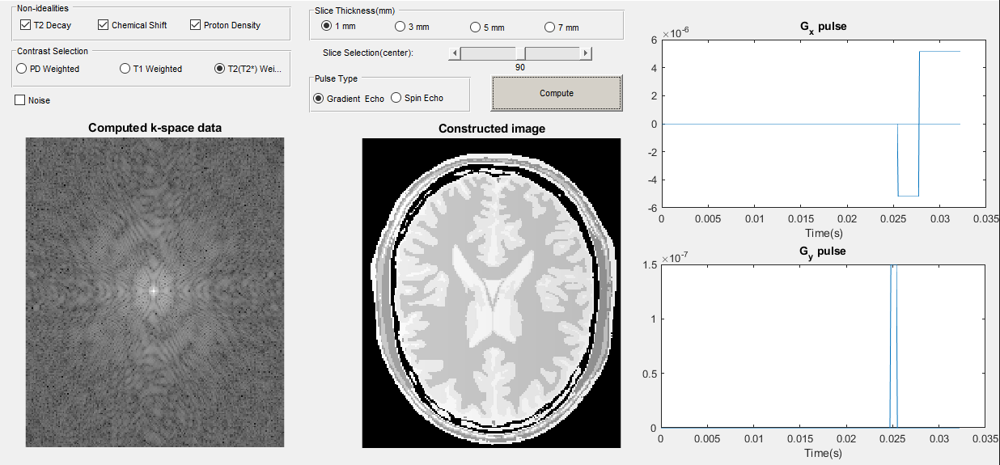 Non-idealities
T2 Decay
Chemical Shift
Proton Density
Contrast Selection
PD Weighted
T1 Weighted
T2(T2*) Wei...
Noise
Slice Thickness(mm)
1 mm
3 mm
5 mm
7 mm
Slice Selection(center):
90
Pulse Type
Gradient Echo
Spin Echo
Compute
Computed k-space data
Constructed image
Gx pulse
×10-6
6
4
2
0
-2
-4
-6
0 0.005 0.01 0.015 0.02 0.025 0.03 0.035
Time(s)
Gy pulse
×10-7
1.5
1
0.5
0
0 0.005 0.01 0.015 0.02 0.025 0.03 0.035
Time(s)